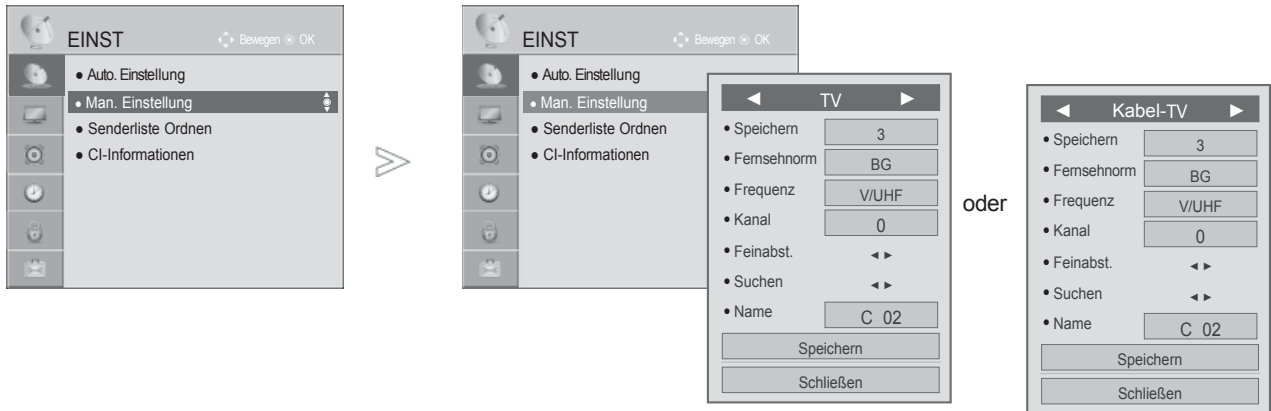 EINST
Bewegen OK
• Auto. Einstellung
• Man. Einstellung
• Senderliste Ordnen
• CI-Informationen
EINST
Bewegen OK
• Auto. Einstellung
• Man. Einstellung
• Senderliste Ordnen
• CI-Informationen
◄ TV ►
• Speichern 3
• Fernsehnorm BG
• Frequenz V/UHF
• Kanal 0
• Feinabst. ◄ ►
• Suchen ◄ ►
• Name C 02
Speichern
Schließen
oder
◄ Kabel-TV ►
• Speichern 3
• Fernsehnorm BG
• Frequenz V/UHF
• Kanal 0
• Feinabst. ◄ ►
• Suchen ◄ ►
• Name C 02
Speichern
Schließen